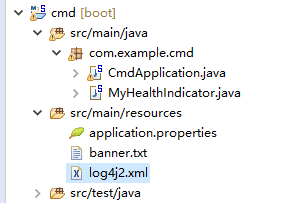 cmd [boot]
src/main/java
com.example.cmd
CmdApplication.java
MyHealthIndicator.java
src/main/resources
application.properties
banner.txt
log4j2.xml
src/test/java